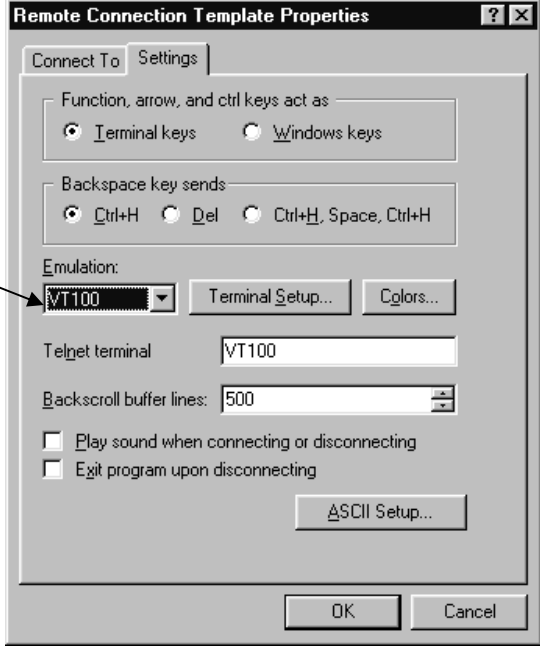 Remote Connection Template Properties
Connect To Settings
Function, arrow, and ctrl keys act as
Terminal keys Windows keys
Backspace key sends
Ctrl+H Del Ctrl+H, Space, Ctrl+H
Emulation:
VT100 Terminal Setup... Colors...
Telnet terminal VT100
Backscroll buffer lines: 500
Play sound when connecting or disconnecting
Exit program upon disconnecting
ASCII Setup...
OK Cancel